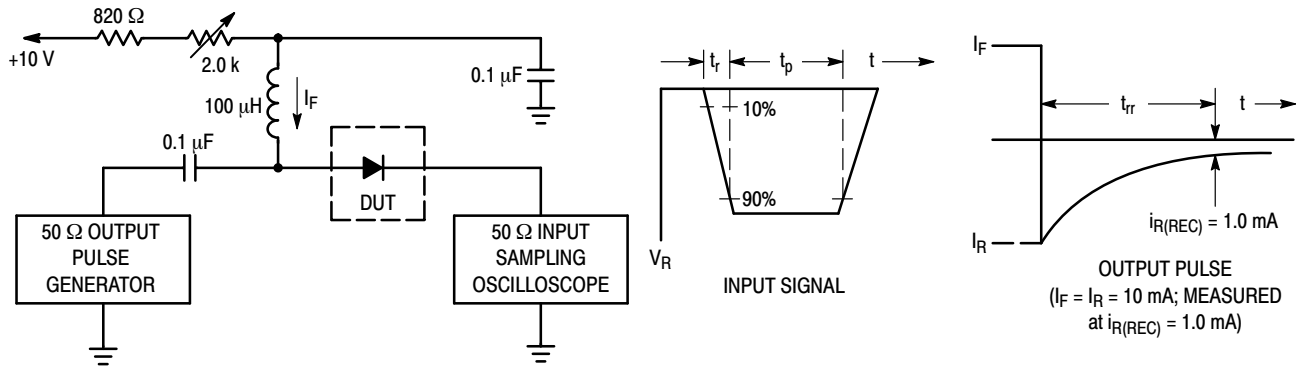 820 Ω
+10 V
2.0 k
100 μH
I_F
0.1 μF
0.1 μF
DUT
50 Ω OUTPUT
PULSE
GENERATOR
50 Ω INPUT
SAMPLING
OSCILLOSCOPE
t_r
t_p
t
10%
90%
V_R
INPUT SIGNAL
I_F
t_rr
t
I_R
i_R(REC) = 1.0 mA
OUTPUT PULSE
(I_F = I_R = 10 mA; MEASURED
at i_R(REC) = 1.0 mA)